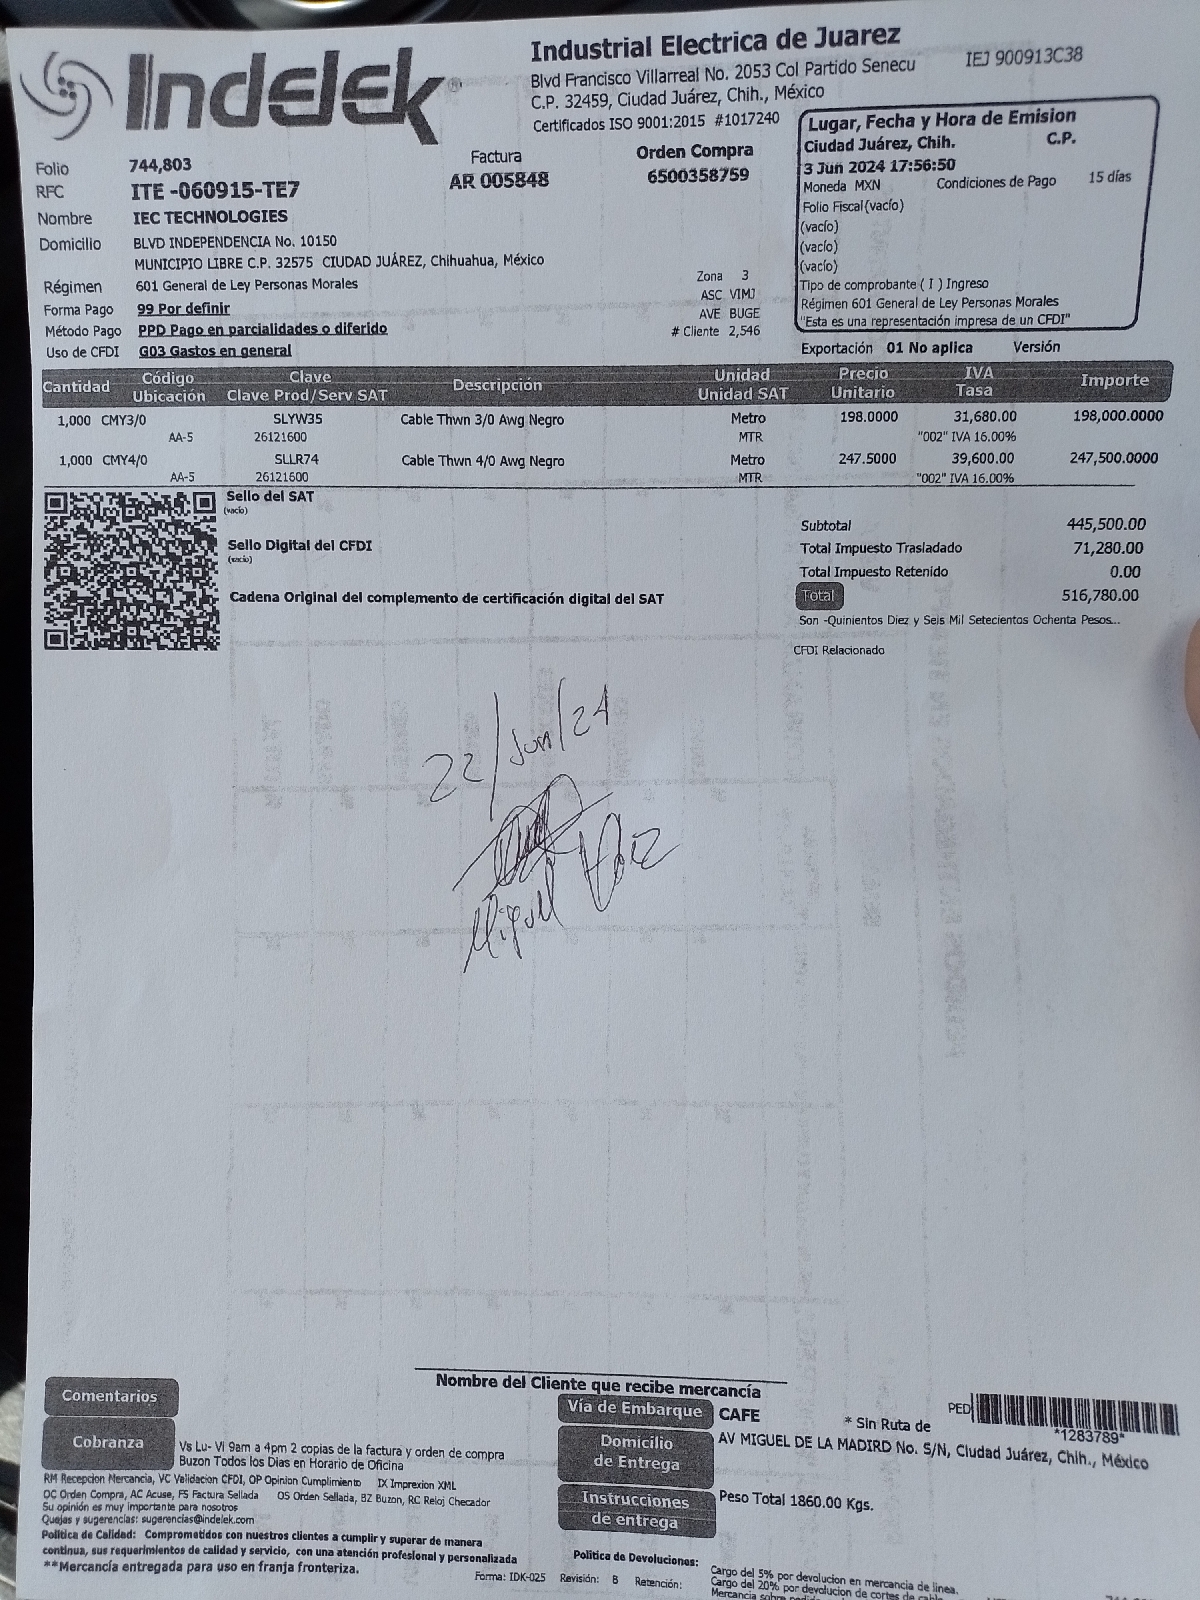 Indelek®
Industrial Electrica de Juarez
IEJ 900913C38
Blvd Francisco Villarreal No. 2053 Col Partido Senecu
C.P. 32459, Ciudad Juárez, Chih., México
Certificados ISO 9001:2015 #1017240
Folio 744,803
RFC ITE -060915-TE7
Nombre IEC TECHNOLOGIES
Domicilio BLVD INDEPENDENCIA No. 10150
MUNICIPIO LIBRE C.P. 32575 CIUDAD JUÁREZ, Chihuahua, México
Régimen 601 General de Ley Personas Morales
Forma Pago 99 Por definir
Método Pago PPD Pago en parcialidades o diferido
Uso de CFDI G03 Gastos en general
Factura
AR 005848
Orden Compra
6500358759
Zona 3
ASC VIMJ
AVE BUGE
# Cliente 2,546
Lugar, Fecha y Hora de Emision
Ciudad Juárez, Chih. C.P.
3 Jun 2024 17:56:50
Moneda MXN Condiciones de Pago 15 días
Folio Fiscal(vacío)
(vacío)
(vacío)
(vacío)
Tipo de comprobante ( I ) Ingreso
Régimen 601 General de Ley Personas Morales
"Esta es una representación impresa de un CFDI"
Exportación 01 No aplica Versión
Cantidad Código Clave Descripción Unidad Precio IVA Importe
Ubicación Clave Prod/Serv SAT Unidad SAT Unitario Tasa
1,000 CMY3/0 SLYW35 Cable Thwn 3/0 Awg Negro Metro 198.0000 31,680.00 198,000.0000
AA-5 26121600 MTR "002" IVA 16.00%
1,000 CMY4/0 SLLR74 Cable Thwn 4/0 Awg Negro Metro 247.5000 39,600.00 247,500.0000
AA-5 26121600 MTR "002" IVA 16.00%
Sello del SAT
(vacío)
Sello Digital del CFDI
(vacío)
Cadena Original del complemento de certificación digital del SAT
Subtotal 445,500.00
Total Impuesto Trasladado 71,280.00
Total Impuesto Retenido 0.00
Total 516,780.00
Son -Quinientos Diez y Seis Mil Setecientos Ochenta Pesos...
CFDI Relacionado
22/Jun/24
Miguel
Nombre del Cliente que recibe mercancía
Comentarios
Cobranza
Vs Lu- Vi 9am a 4pm 2 copias de la factura y orden de compra
Buzon Todos los Dias en Horario de Oficina
RM Recepcion Mercancia, VC Validacion CFDI, OP Opinion Cumplimiento IX Imprexion XML
OC Orden Compra, AC Acuse, FS Factura Sellada OS Orden Sellada, BZ Buzon, RC Reloj Checador
Su opinión es muy importante para nosotros
Quejas y sugerencias: sugerencias@indelek.com
Politica de Calidad: Comprometidos con nuestros clientes a cumplir y superar de manera
continua, sus requerimientos de calidad y servicio, con una atención profesional y personalizada
**Mercancía entregada para uso en franja fronteriza.
Vía de Embarque CAFE * Sin Ruta de
PED
*1283789*
Domicilio
de Entrega
AV MIGUEL DE LA MADIRD No. S/N, Ciudad Juárez, Chih., México
Instrucciones
de entrega
Peso Total 1860.00 Kgs.
Forma: IDK-025 Revisión: B Retención:
Politica de Devoluciones:
Cargo del 5% por devolucion en mercancia de linea.
Cargo del 20% por devolucion de cortes de cable